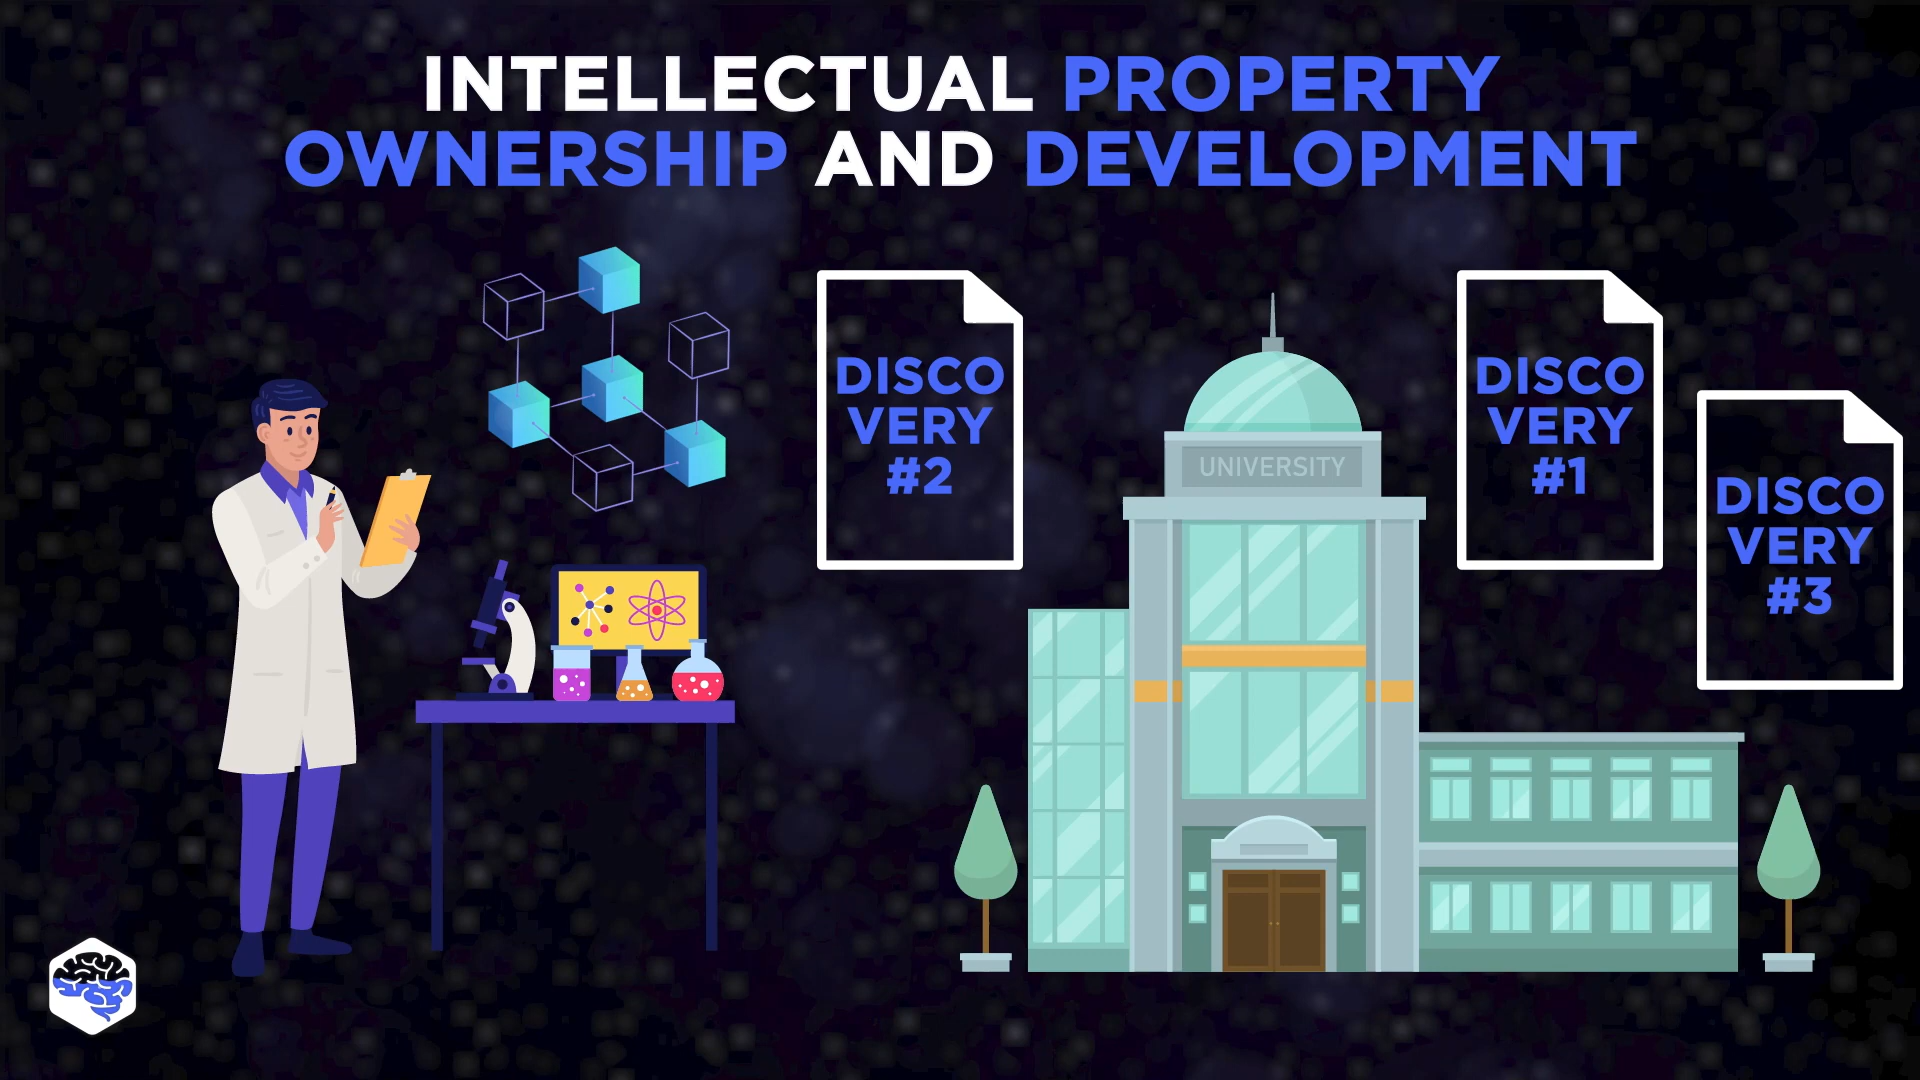 INTELLECTUAL PROPERTY
OWNERSHIP AND DEVELOPMENT
DISCO
VERY
#2
UNIVERSITY
DISCO
VERY
#1
DISCO
VERY
#3